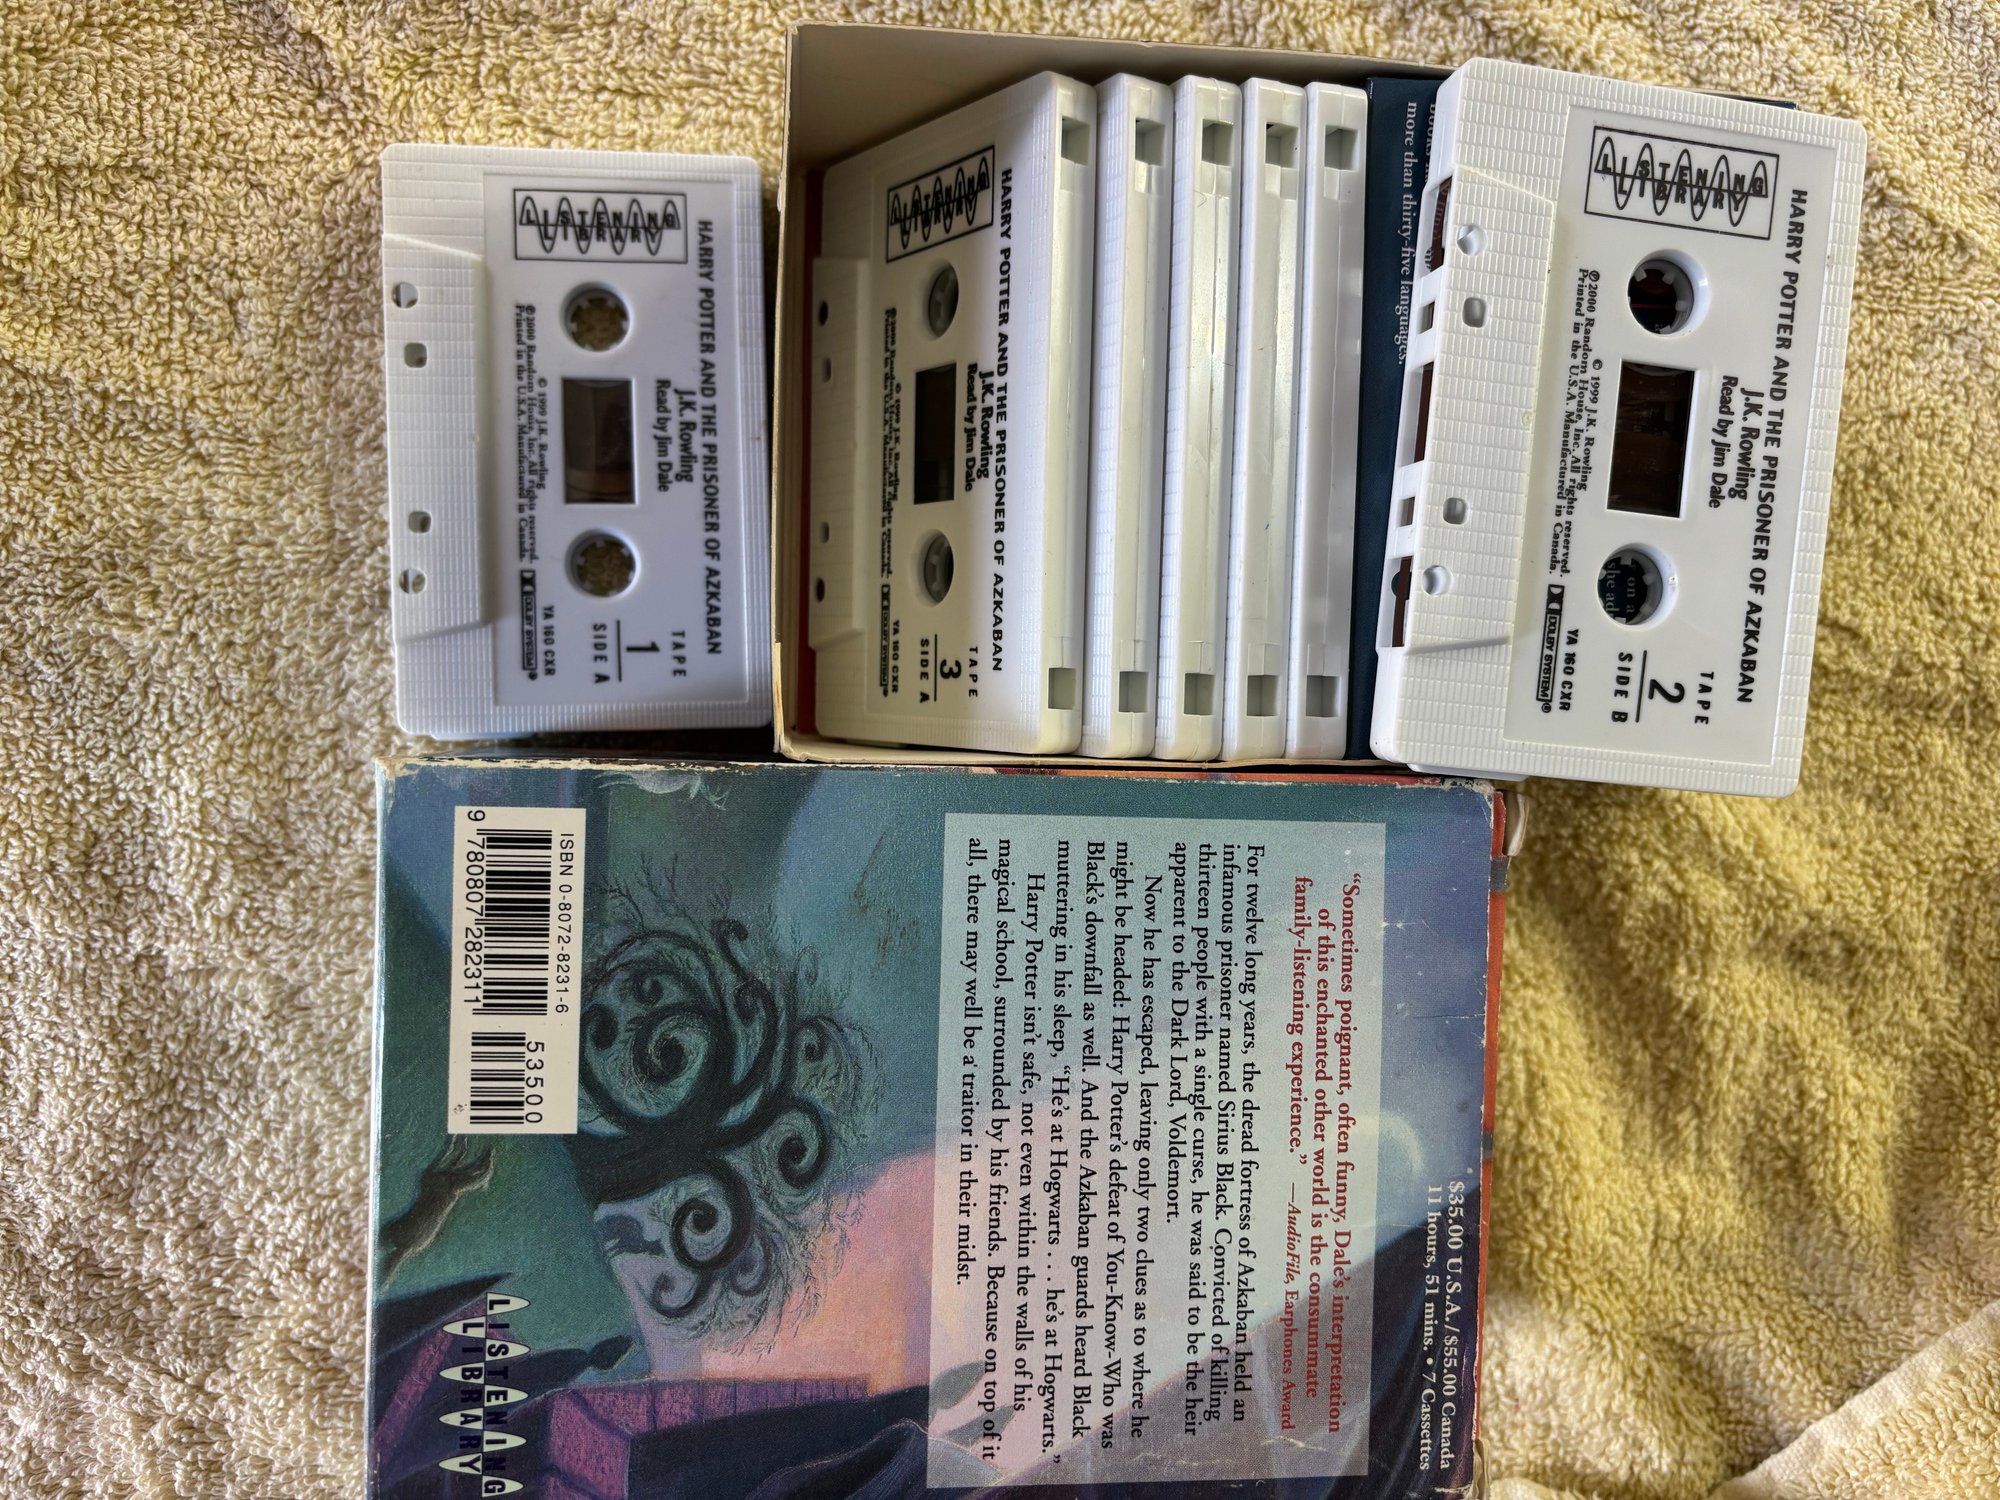 LISTENING
LIBRARY
HARRY POTTER AND THE PRISONER OF AZKABAN
J.K. Rowling
Read by Jim Dale
© 1999 J.K. Rowling
℗2000 Random House, Inc. All rights reserved.
Printed in the U.S.A. Manufactured in Canada.
DOLBY SYSTEM®
TAPE
1
SIDE A
YA 160 CXR
LISTENING
LIBRARY
HARRY POTTER AND THE PRISONER OF AZKABAN
J.K. Rowling
Read by Jim Dale
© 1999 J.K. Rowling
℗2000 Random House, Inc. All rights reserved.
TAPE
3
SIDE A
YA 160 CXR
more than thirty-five languages.
LISTENING
LIBRARY
HARRY POTTER AND THE PRISONER OF AZKABAN
J.K. Rowling
Read by Jim Dale
© 1999 J.K. Rowling
℗2000 Random House, Inc. All rights reserved.
Printed in the U.S.A. Manufactured in Canada.
DOLBY SYSTEM®
TAPE
2
SIDE B
YA 160 CXR
on a
$35.00 U.S.A./$55.00 Canada
11 hours, 51 mins. • 7 Cassettes
“Sometimes poignant, often funny, Dale’s interpretation
of this enchanted other world is the consummate
family-listening experience.” —AudioFile, Earphones Award
For twelve long years, the dread fortress of Azkaban held an
infamous prisoner named Sirius Black. Convicted of killing
thirteen people with a single curse, he was said to be the heir
apparent to the Dark Lord, Voldemort.
Now he has escaped, leaving only two clues as to where he
might be headed: Harry Potter’s defeat of You-Know-Who was
Black’s downfall as well. And the Azkaban guards heard Black
muttering in his sleep, “He’s at Hogwarts . . . he’s at Hogwarts.”
Harry Potter isn’t safe, not even within the walls of his
magical school, surrounded by his friends. Because on top of it
all, there may well be a traitor in their midst.
ISBN 0-8072-8231-6
53500
9 780807 282311
LISTENING
LIBRARY